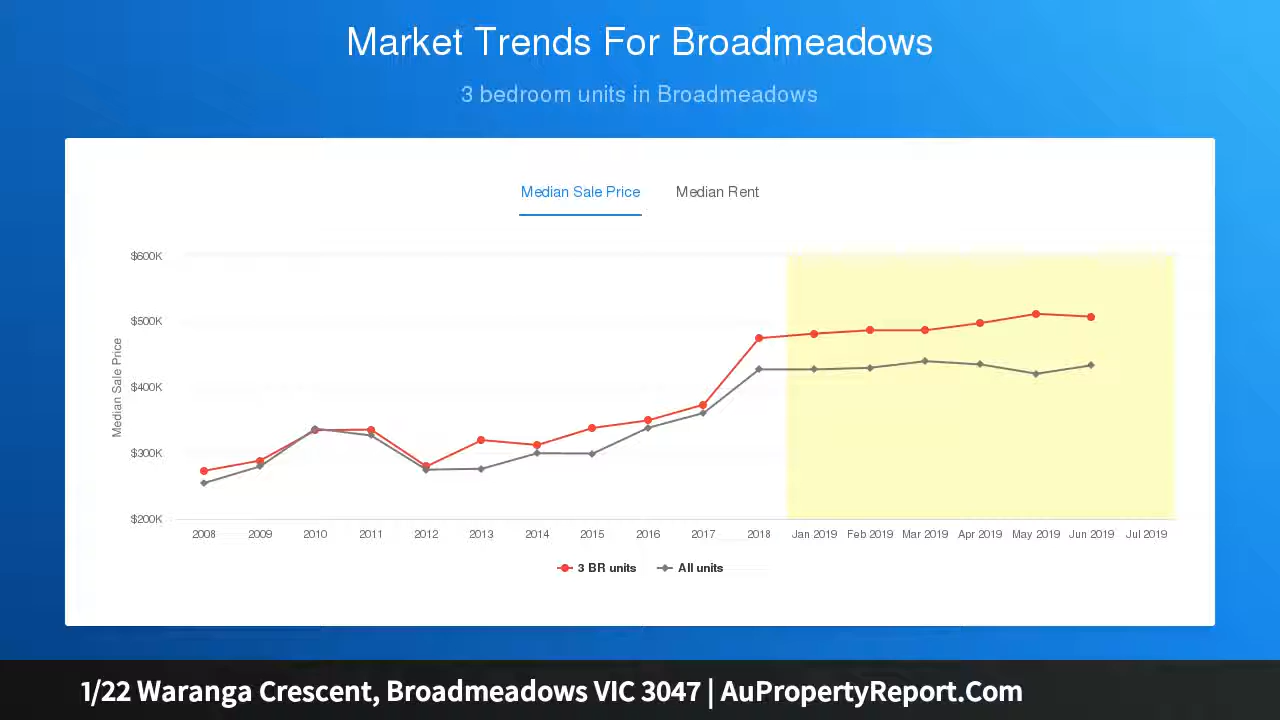 Market Trends For Broadmeadows
3 bedroom units in Broadmeadows
Median Sale Price Median Rent
$600K
$500K
$400K
$300K
$200K
Median Sale Price
2008 2009 2010 2011 2012 2013 2014 2015 2016 2017 2018 Jan 2019 Feb 2019 Mar 2019 Apr 2019 May 2019 Jun 2019 Jul 2019
3 BR units All units
1/22 Waranga Crescent, Broadmeadows VIC 3047 | AuPropertyReport.Com